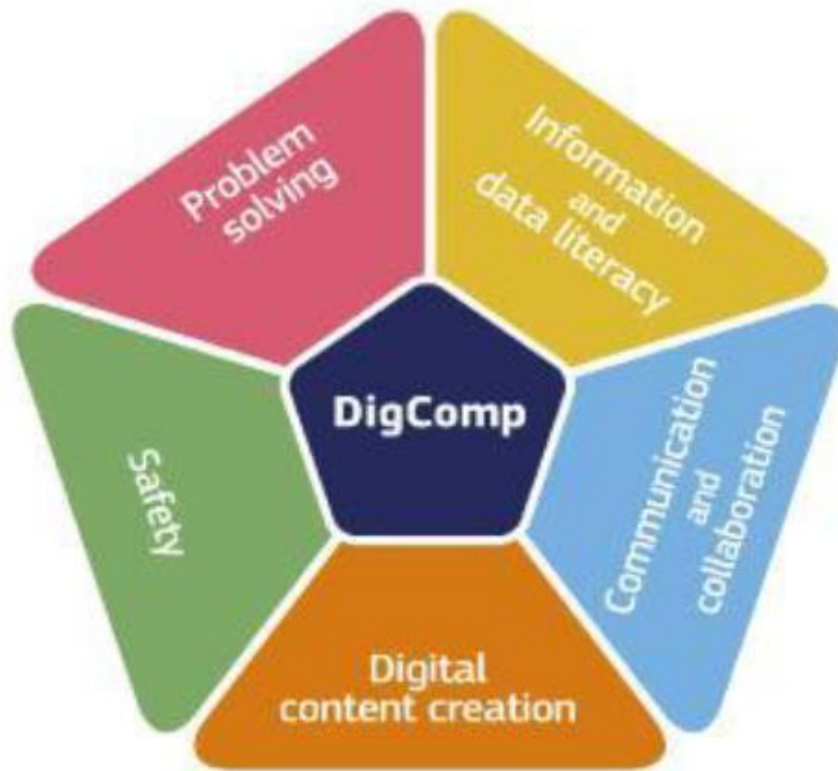 Problem
solving
Information
and
data literacy
DigComp
Safety
Communication
and
collaboration
Digital
content creation